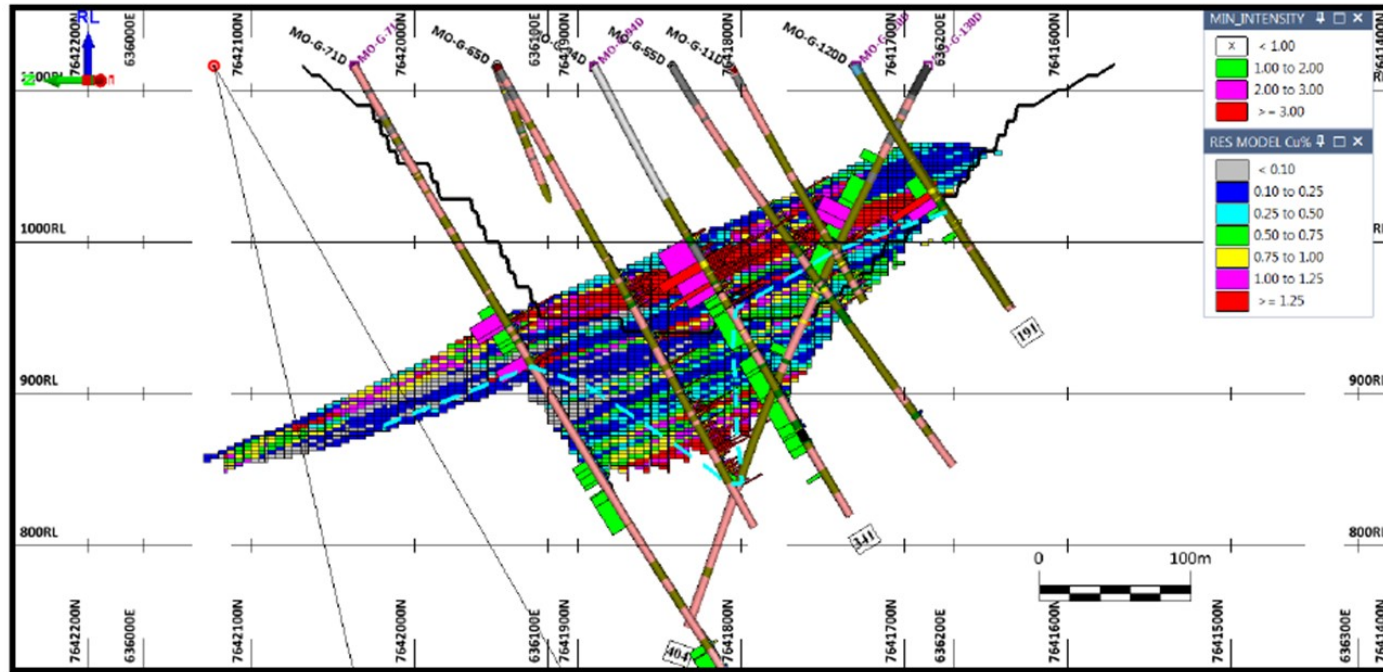 RL
7642200N
636000E
7642100N
MO-G-71D
7642000N
MO-G-65D
636100E
7641900N
MO-G-55D
MO-G-11D
7641800N
MO-G-120D
636200E
MO-G-130D
MIN_INTENSITY
x < 1.00
1.00 to 2.00
2.00 to 3.00
>= 3.00
RES MODEL Cu%
< 0.10
0.10 to 0.25
0.25 to 0.50
0.50 to 0.75
0.75 to 1.00
1.00 to 1.25
>= 1.25
1000RL
191
900RL
900RL
341
800RL
800RL
0 100m
404
7642200N
636000E
7642100N
7642000N
636100E
7641900N
7641800N
7641700N
636200E
7641600N
7641500N
636300E